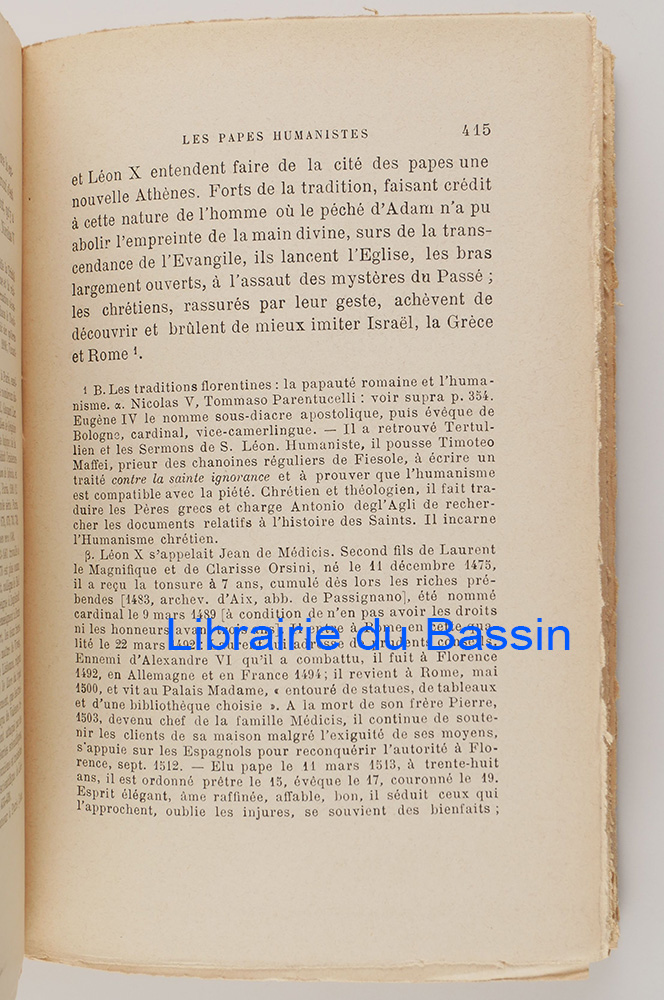 LES PAPES HUMANISTES 415
et Léon X entendent faire de la cité des papes une
nouvelle Athènes. Forts de la tradition, faisant crédit
à cette nature de l'homme où le péché d'Adam n'a pu
abolir l'empreinte de la main divine, surs de la trans-
cendance de l'Evangile, ils lancent l'Eglise, les bras
largement ouverts, à l'assaut des mystères du Passé ;
les chrétiens, rassurés par leur geste, achèvent de
découvrir et brûlent de mieux imiter Israël, la Grèce
et Rome ¹.
1 B. Les traditions florentines : la papauté romaine et l'huma-
nisme. α. Nicolas V, Tommaso Parentucelli : voir supra p. 354.
Eugène IV le nomme sous-diacre apostolique, puis évêque de
Bologne, cardinal, vice-camerlingue. — Il a retrouvé Tertul-
lien et les Sermons de S. Léon. Humaniste, il pousse Timoteo
Maffei, prieur des chanoines réguliers de Fiesole, à écrire un
traité contre la sainte ignorance et à prouver que l'humanisme
est compatible avec la piété. Chrétien et théologien, il fait tra-
duire les Pères grecs et charge Antonio degl'Agli de recher-
cher les documents relatifs à l'histoire des Saints. Il incarne
l'Humanisme chrétien.
β. Léon X s'appelait Jean de Médicis. Second fils de Laurent
le Magnifique et de Clarisse Orsini, né le 11 décembre 1475,
il a reçu la tonsure à 7 ans, cumulé dès lors les riches pré-
bendes [1483, archev. d'Aix, abb. de Passignano], été nommé
cardinal le 9 mars 1489 [à condition de n'en pas avoir les droits
ni les honneurs avant
Librairie du Bassin
lité le 22 mars
Ennemi d'Alexandre VI qu'il a combattu, il fuit à Florence
1492, en Allemagne et en France 1494 ; il revient à Rome, mai
1500, et vit au Palais Madame, « entouré de statues, de tableaux
et d'une bibliothèque choisie ». A la mort de son frère Pierre,
1503, devenu chef de la famille Médicis, il continue de soute-
nir les clients de sa maison malgré l'exiguité de ses moyens,
s'appuie sur les Espagnols pour reconquérir l'autorité à Flo-
rence, sept. 1512. — Elu pape le 11 mars 1513, à trente-huit
ans, il est ordonné prêtre le 15, évêque le 17, couronné le 19.
Esprit élégant, âme raffinée, affable, bon, il séduit ceux qui
l'approchent, oublie les injures, se souvient des bienfaits ;